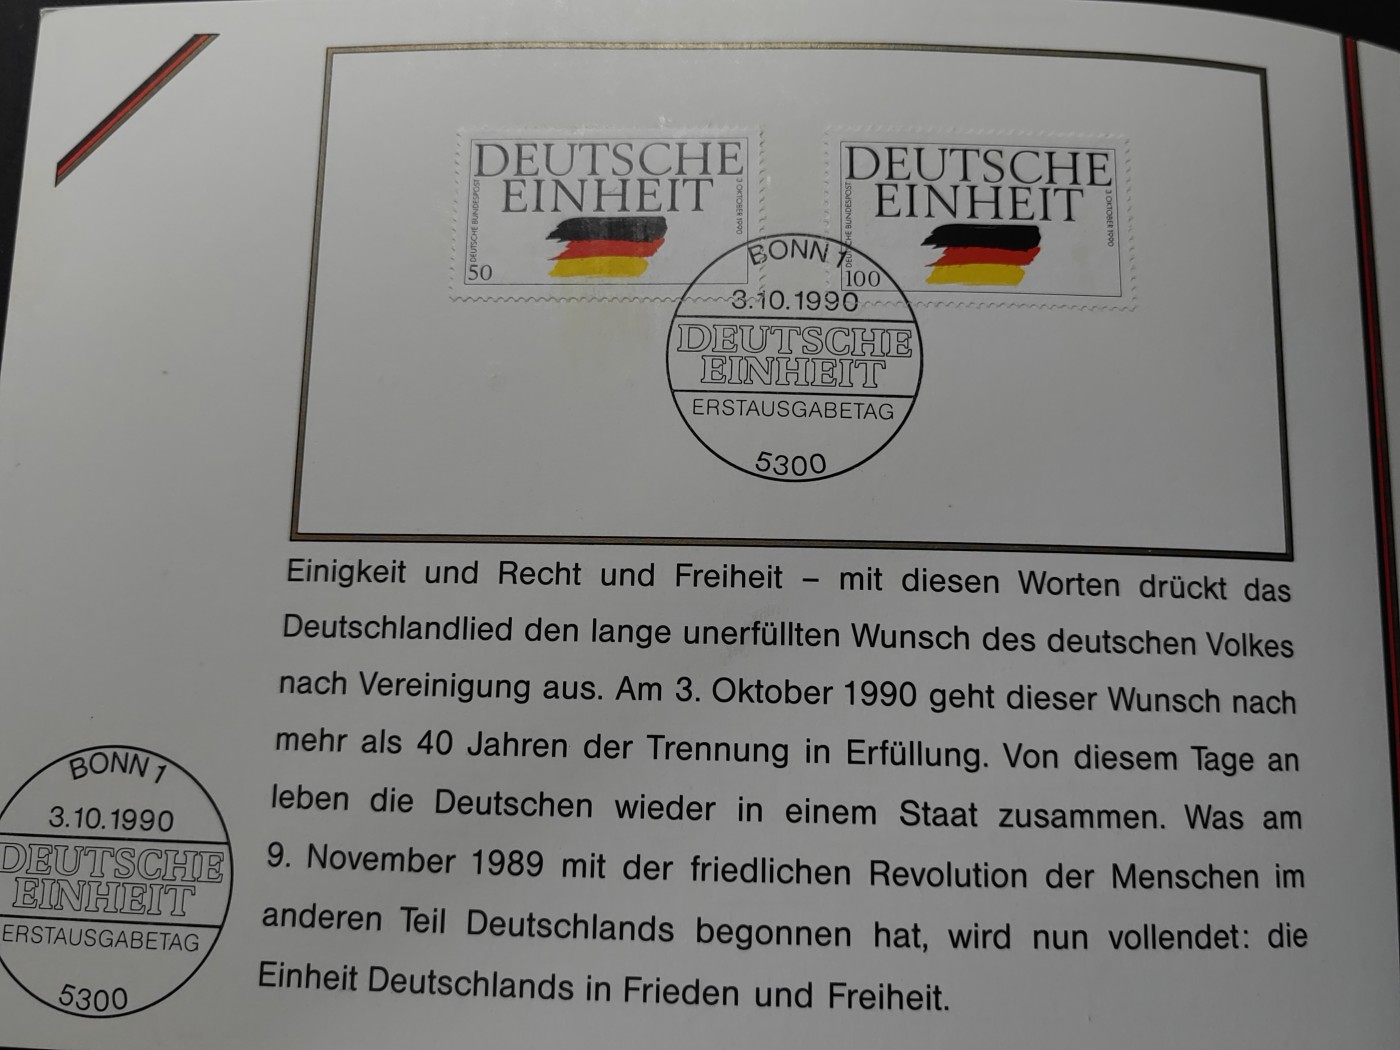 DEUTSCHE
EINHEIT
DEUTSCHE BUNDESPOST
3. OKTOBER 1990
50
DEUTSCHE
EINHEIT
DEUTSCHE BUNDESPOST
3. OKTOBER 1990
100
BONN 1
3.10.1990
DEUTSCHE
EINHEIT
ERSTAUSGABETAG
5300
Einigkeit und Recht und Freiheit – mit diesen Worten drückt das
Deutschlandlied den lange unerfüllten Wunsch des deutschen Volkes
nach Vereinigung aus. Am 3. Oktober 1990 geht dieser Wunsch nach
mehr als 40 Jahren der Trennung in Erfüllung. Von diesem Tage an
leben die Deutschen wieder in einem Staat zusammen. Was am
9. November 1989 mit der friedlichen Revolution der Menschen im
anderen Teil Deutschlands begonnen hat, wird nun vollendet: die
Einheit Deutschlands in Frieden und Freiheit.
BONN 1
3.10.1990
DEUTSCHE
EINHEIT
ERSTAUSGABETAG
5300